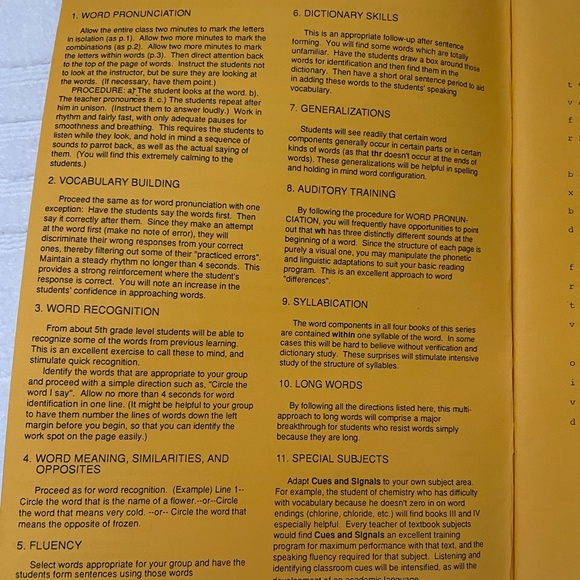 1. WORD PRONUNCIATION
Allow the entire class two minutes to mark the letters
in isolation (as p.1). Allow two more minutes to mark the
combinations (as p.2). Allow two more minutes to mark
the letters within words (p.3). Then direct attention back
to the top of the page of words. Instruct the students not
to look at the instructor, but be sure they are looking at
the words. (If necessary, have them point.)
PROCEDURE: a) The student looks at the word. b).
The teacher pronounces it. c.) The students repeat after
him in unison. (Instruct them to answer loudly.) Work in
rhythm and fairly fast, with only adequate pauses for
smoothness and breathing. This requires the students to
listen while they look, and hold in mind a sequence of
sounds to parrot back, as well as the actual saying of
them. (You will find this extremely calming to the
students.)
2. VOCABULARY BUILDING
Proceed the same as for word pronunciation with one
exception: Have the students say the words first. Then
say it correctly after them. Since they make an attempt
at the word first (make no note of error), they will
discriminate their wrong responses from your correct
ones, thereby filtering out some of their "practiced errors".
Maintain a steady rhythm no longer than 4 seconds. This
provides a strong reinforcement where the student's
response is correct. You will note an increase in the
students' confidence in approaching words.
3. WORD RECOGNITION
From about 5th grade level students will be able to
recognize some of the words from previous learning.
This is an excellent exercise to call these to mind, and
stimulate quick recognition.
Identify the words that are appropriate to your group
and proceed with a simple direction such as, "Circle the
word I say". Allow no more than 4 seconds for word
identification in one line. (It might be helpful to your group
to have them number the lines of words down the left
margin before you begin, so that you can identify the
work spot on the page easily.)
4. WORD MEANING, SIMILARITIES, AND
OPPOSITES
Proceed as for word recognition. (Example) Line 1--
Circle the word that is the name of a flower.--or--Circle
the word that means very cold. --or-- Circle the word that
means the opposite of frozen.
5. FLUENCY
Select words appropriate for your group and have the
students form sentences using those words
6. DICTIONARY SKILLS
This is an appropriate follow-up after sentence
forming. You will find some words which are totally
unfamiliar. Have the students draw a box around those
words for identification and then find them in the
dictionary. Then have a short oral sentence period to aid
in adding these words to the students' speaking
vocabulary.
7. GENERALIZATIONS
Students will see readily that certain word
components generally occur in certain parts or in certain
kinds of words (as that thr doesn't occur at the ends of
words). These generalizations will be helpful in spelling
and holding in mind word configuration.
8. AUDITORY TRAINING
By following the procedure for WORD PRONUN-
CIATION, you will frequently have opportunities to point
out that wh has three distinctly different sounds at the
beginning of a word. Since the structure of each page is
purely a visual one, you may manipulate the phonetic
and linguistic adaptations to suit your basic reading
program. This is an excellent approach to word
"differences".
9. SYLLABICATION
The word components in all four books of this series
are contained within one syllable of the word. In some
cases this will be hard to believe without verification and
dictionary study. These surprises will stimulate intensive
study of the structure of syllables.
10. LONG WORDS
By following all the directions listed here, this multi-
approach to long words will comprise a major
breakthrough for students who resist words simply
because they are long.
11. SPECIAL SUBJECTS
Adapt Cues and Signals to your own subject area.
For example, the student of chemistry who has difficulty
with vocabulary because he doesn't zero in on word
endings (chlorine, chloride, etc.) will find books III and IV
especially helpful. Every teacher of textbook subjects
would find Cues and Signals an excellent training
program for maximum performance with that text, and the
speaking fluency required for that subject. Listening and
identifying classroom cues will be intensified, as will the
development of an academic language
t v
v
f
r
b
x
b
d
f
r
t
v
o
i
v
d